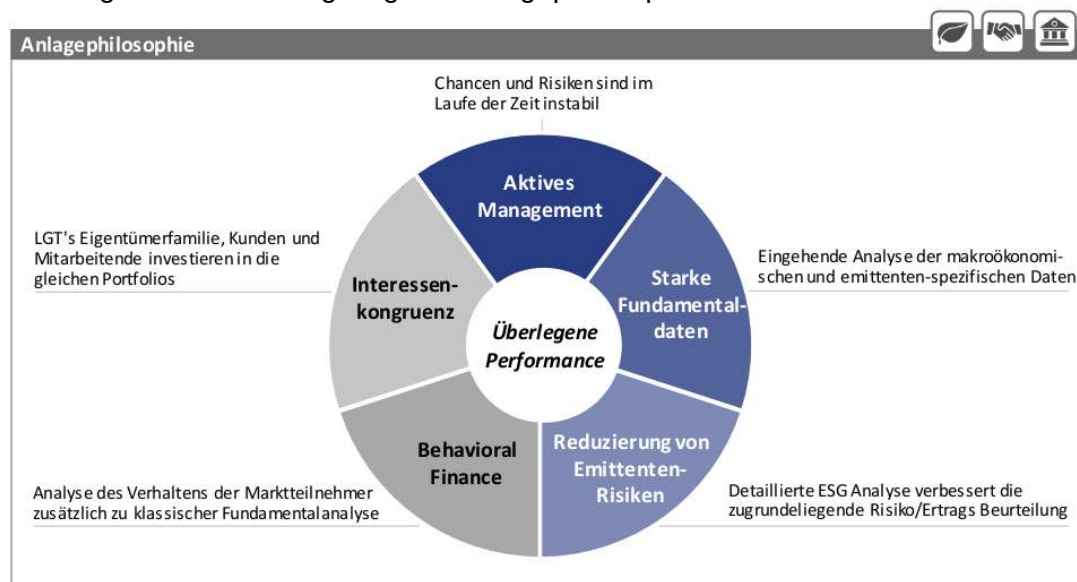 Anlagephilosophie
Chancen und Risiken sind im
Laufe der Zeit instabil
Aktives
Management
LGT's Eigentümerfamilie, Kunden und
Mitarbeitende investieren in die
gleichen Portfolios
Interessen-
kongruenz
Starke
Fundamental-
daten
Eingehende Analyse der makroökonomi-
schen und emittenten-spezifischen Daten
Überlegene
Performance
Behavioral
Finance
Reduzierung von
Emittenten-
Risiken
Analyse des Verhaltens der Marktteilnehmer
zusätzlich zu klassischer Fundamentalanalyse
Detaillierte ESG Analyse verbessert die
zugrundeliegende Risiko/Ertrags Beurteilung